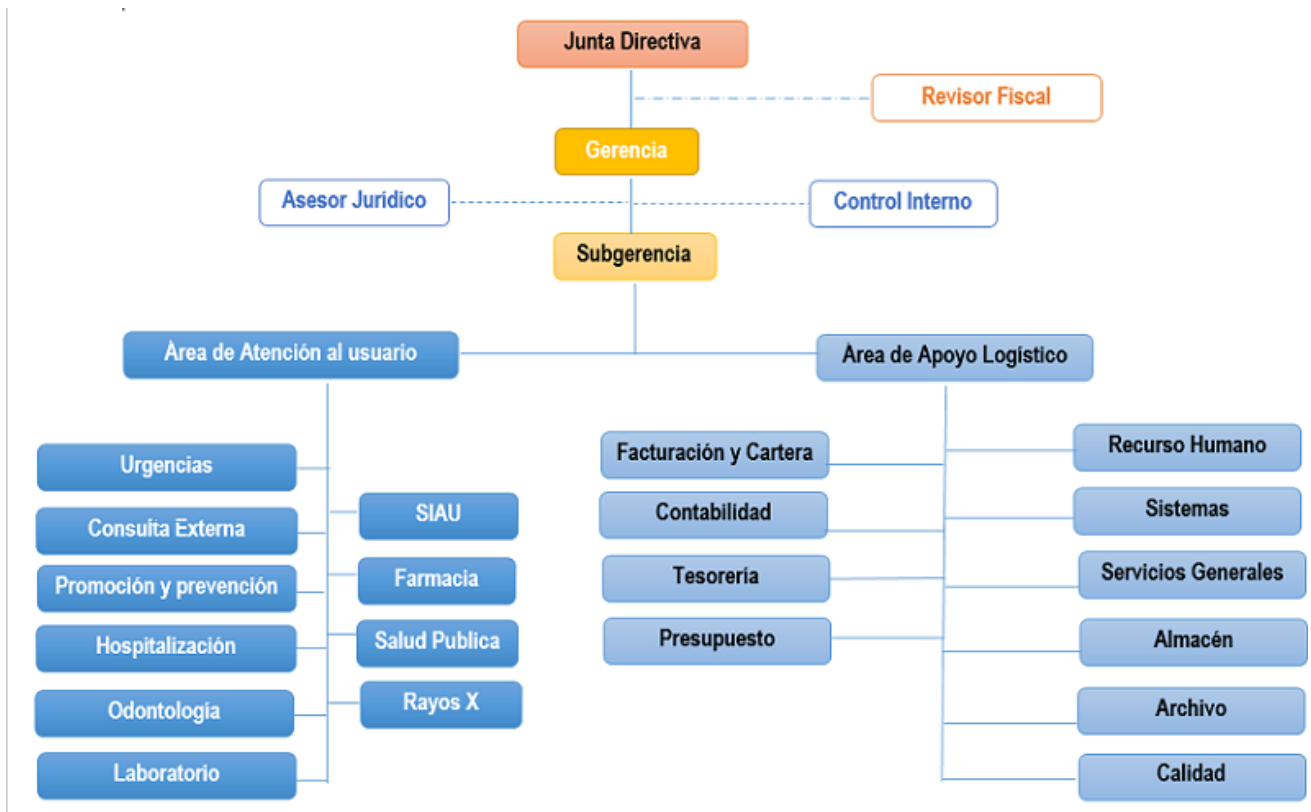 Junta Directiva
Revisor Fiscal
Gerencia
Asesor Jurídico
Control Interno
Subgerencia
Área de Atención al usuario
Área de Apoyo Logístico
Urgencias
Consulta Externa
Promoción y prevención
Hospitalización
Odontología
Laboratorio
SIAU
Farmacia
Salud Publica
Rayos X
Facturación y Cartera
Contabilidad
Tesorería
Presupuesto
Recurso Humano
Sistemas
Servicios Generales
Almacén
Archivo
Calidad